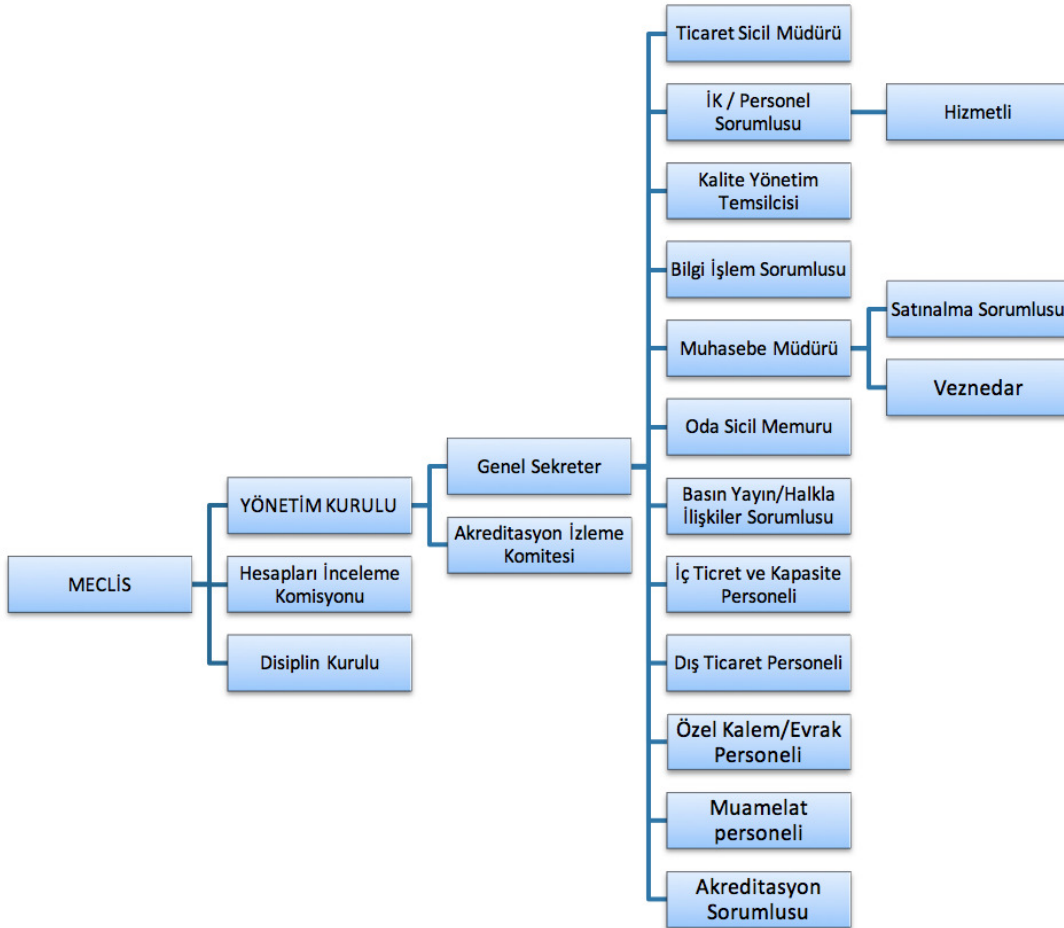 Ticaret Sicil Müdürü
İK / Personel
Sorumlusu
Hizmetli
Kalite Yönetim
Temsilcisi
Bilgi İşlem Sorumlusu
Satınalma Sorumlusu
Muhasebe Müdürü
Veznedar
Oda Sicil Memuru
Genel Sekreter
YÖNETİM KURULU
Basın Yayın/Halkla
İlişkiler Sorumlusu
Akreditasyon İzleme
Komitesi
MECLİS
Hesapları İnceleme
Komisyonu
İç Ticret ve Kapasite
Personeli
Disiplin Kurulu
Dış Ticaret Personeli
Özel Kalem/Evrak
Personeli
Muamelat
personeli
Akreditasyon
Sorumlusu